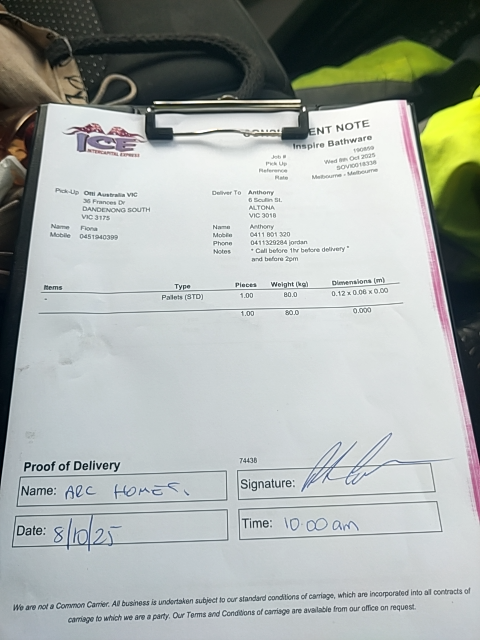 ICE
INTERCAPITAL EXPRESS
ENT NOTE
Inspire Bathware
Job # 190859
Pick Up Wed 8th Oct 2025
Reference SOVI0018338
Rate Melbourne - Melbourne
Pick-Up Otti Australia VIC
36 Frances Dr
DANDENONG SOUTH
VIC 3175
Name Fiona
Mobile 0451940399
Deliver To Anthony
6 Scullin St,
ALTONA
VIC 3018
Name Anthony
Mobile 0411 801 320
Phone 0411329284 jordan
Notes * Call before 1hr before delivery *
and before 2pm
Items Type Pieces Weight (kg) Dimensions (m)
- Pallets (STD) 1.00 80.0 0.12 x 0.06 x 0.00
1.00 80.0 0.000
Proof of Delivery
74438
Name: ARC HOMES.
Signature:
Date: 8/10/25
Time: 10:00am
We are not a Common Carrier. All business is undertaken subject to our standard conditions of carriage, which are incorporated into all contracts of
carriage to which we are a party. Our Terms and Conditions of carriage are available from our office on request.